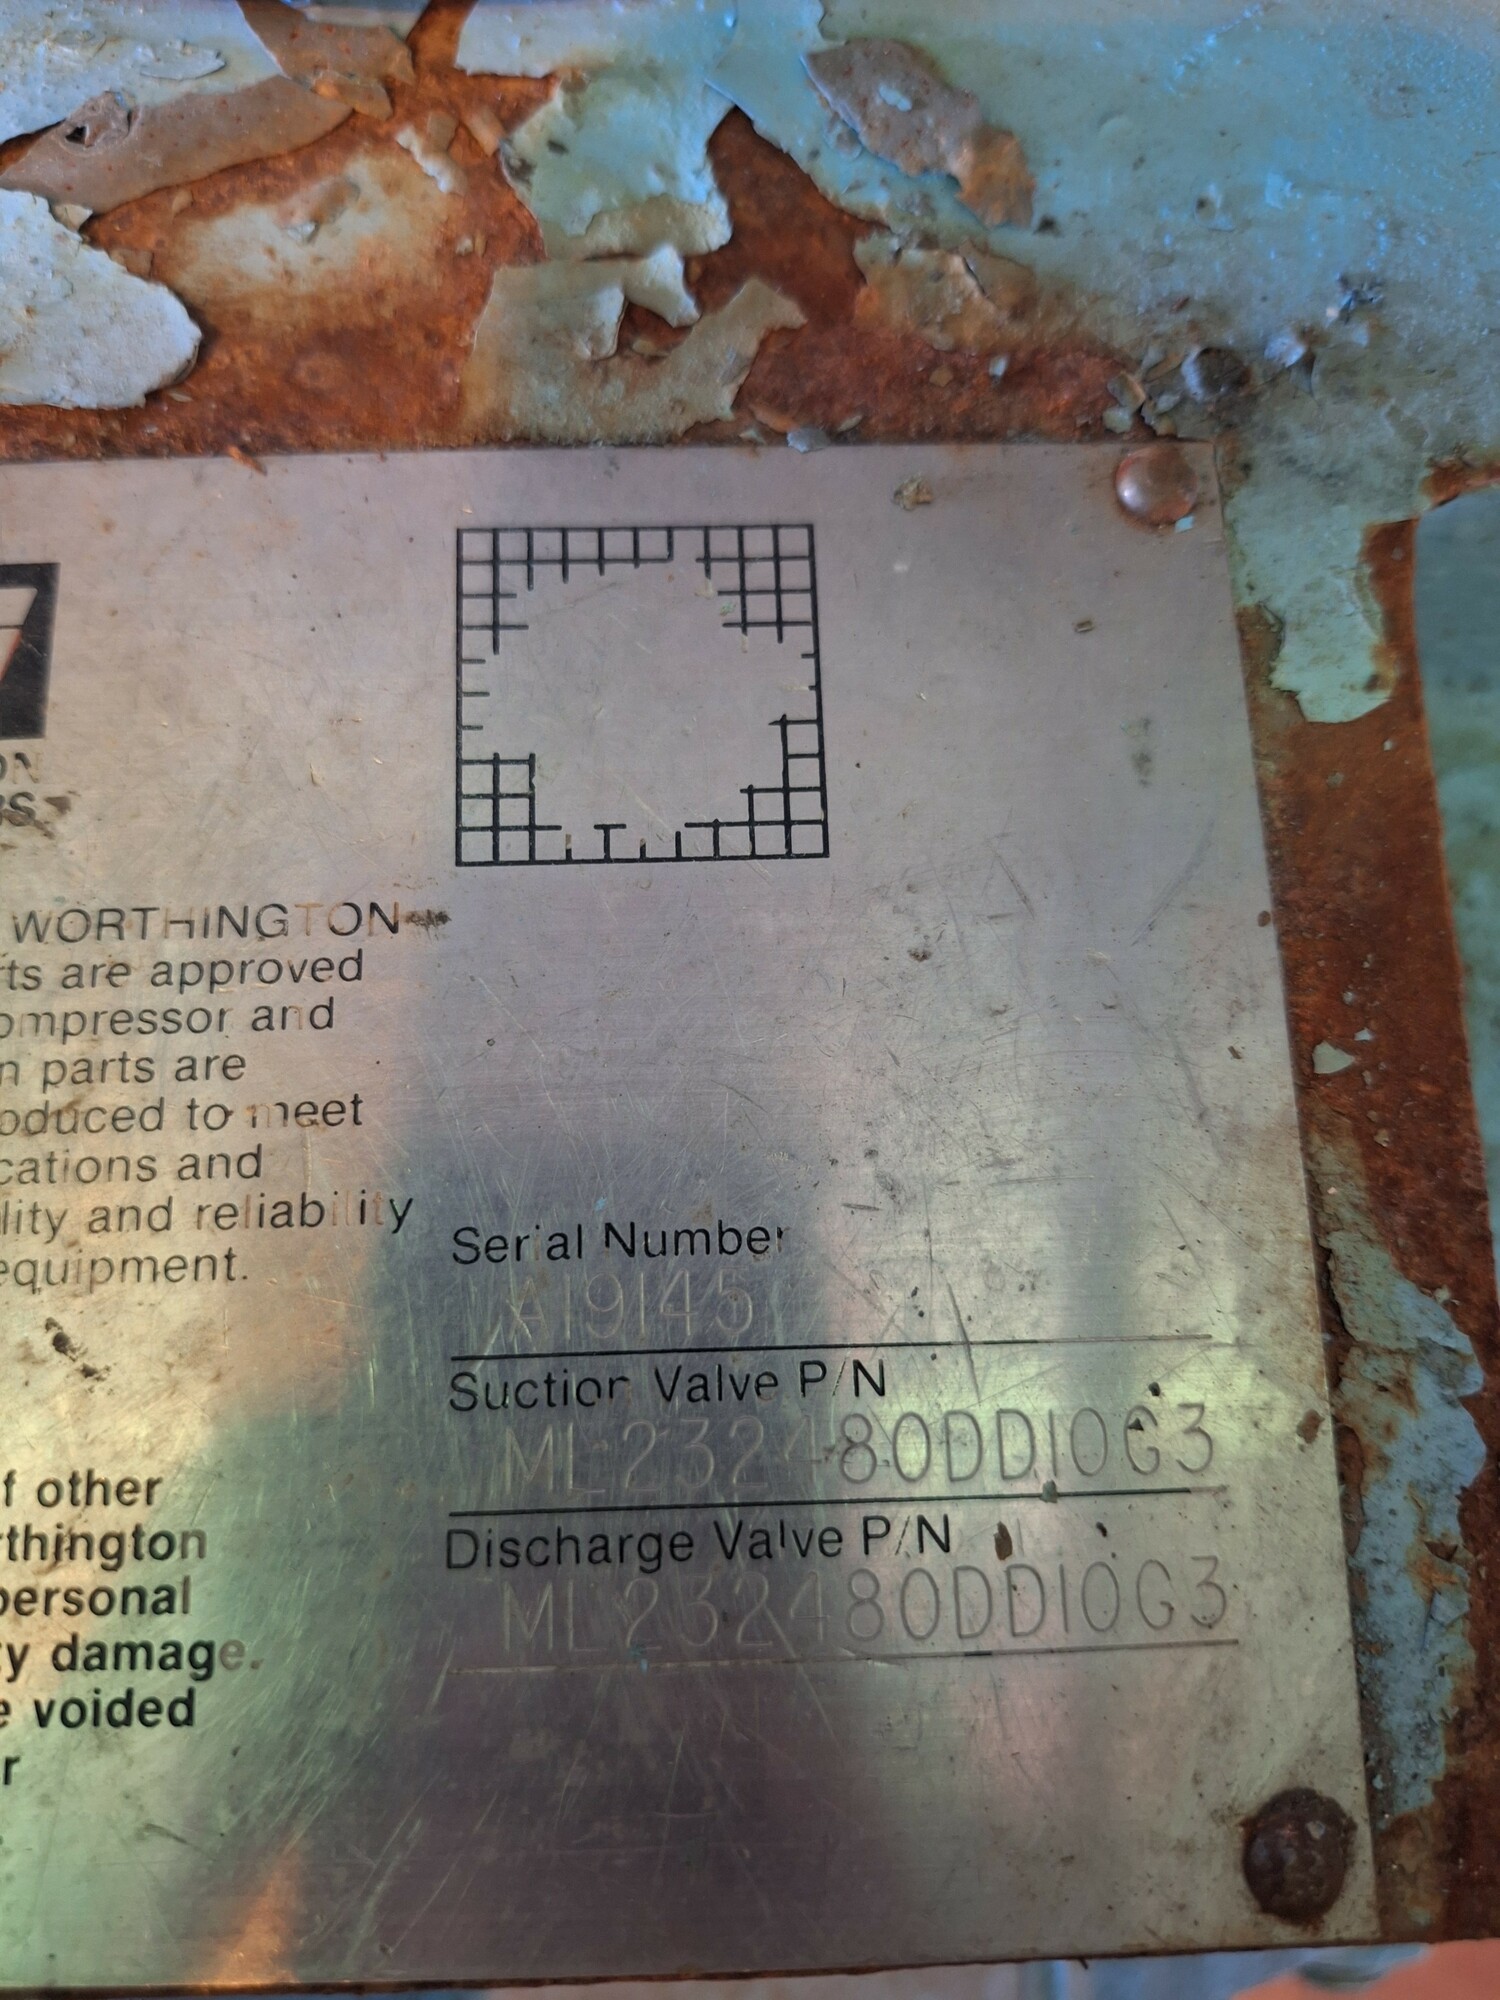 ON
WORTHINGTON
rts are approved
ompressor and
n parts are
oduced to meet
cations and
lity and reliability
equipment.
Serial Number
A19145
Suction Valve P/N
ML232480DD10G3
Discharge Valve P/N
ML232480DD10G3
f other
rthington
personal
ty damage.
e voided
r